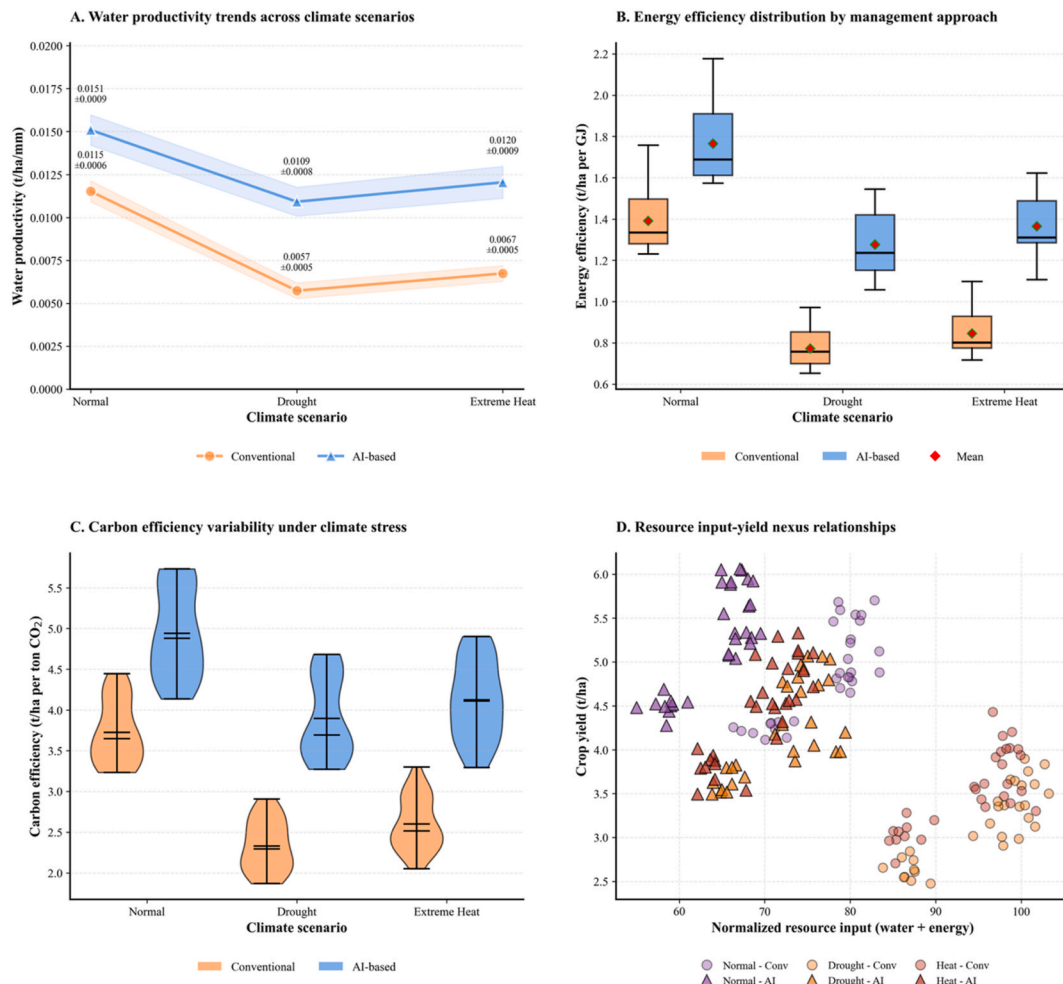 A. Water productivity trends across climate scenarios
Water productivity (t/ha/mm)
0.0200
0.0175
0.0150
0.0125
0.0100
0.0075
0.0050
0.0025
0.0000
0.0151
±0.0009
0.0115
±0.0006
0.0109
±0.0008
0.0057
±0.0005
0.0120
±0.0009
0.0067
±0.0005
Normal
Drought
Extreme Heat
Climate scenario
Conventional
AI-based
B. Energy efficiency distribution by management approach
Energy efficiency (t/ha per GJ)
2.2
2.0
1.8
1.6
1.4
1.2
1.0
0.8
0.6
Normal
Drought
Extreme Heat
Climate scenario
Conventional
AI-based
Mean
C. Carbon efficiency variability under climate stress
Carbon efficiency (t/ha per ton CO₂)
5.5
5.0
4.5
4.0
3.5
3.0
2.5
2.0
Normal
Drought
Extreme Heat
Climate scenario
Conventional
AI-based
D. Resource input-yield nexus relationships
Crop yield (t/ha)
6.0
5.5
5.0
4.5
4.0
3.5
3.0
2.5
60
70
80
90
100
Normalized resource input (water + energy)
Normal - Conv
Drought - Conv
Heat - Conv
Normal - AI
Drought - AI
Heat - AI